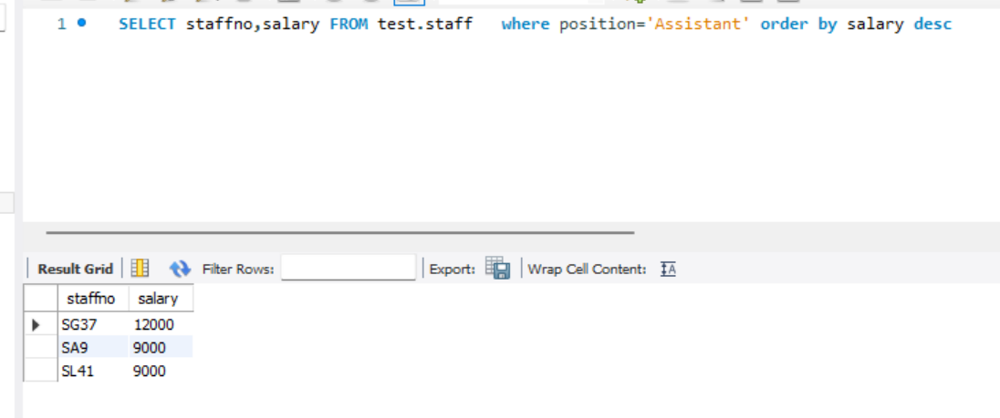 1 SELECT staffno,salary FROM test.staff where position='Assistant' order by salary desc
Result Grid Filter Rows: Export: Wrap Cell Content:
staffno salary
SG37 12000
SA9 9000
SL41 9000